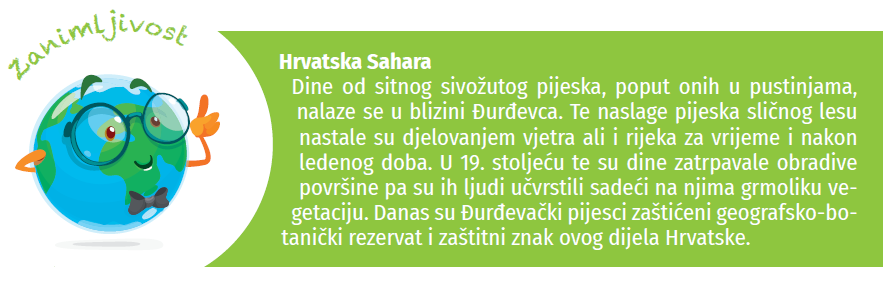 Zanimljivost
Hrvatska Sahara
Dine od sitnog sivožutog pijeska, poput onih u pustinjama,
nalaze se u blizini Đurđevca. Te naslage pijeska sličnog lesu
nastale su djelovanjem vjetra ali i rijeka za vrijeme i nakon
ledenog doba. U 19. stoljeću te su dine zatrpavale obradive
površine pa su ih ljudi učvrstili sadeći na njima grmoliku ve-
getaciju. Danas su Đurđevački pijesci zaštićeni geografsko-bo-
tanički rezervat i zaštitni znak ovog dijela Hrvatske.